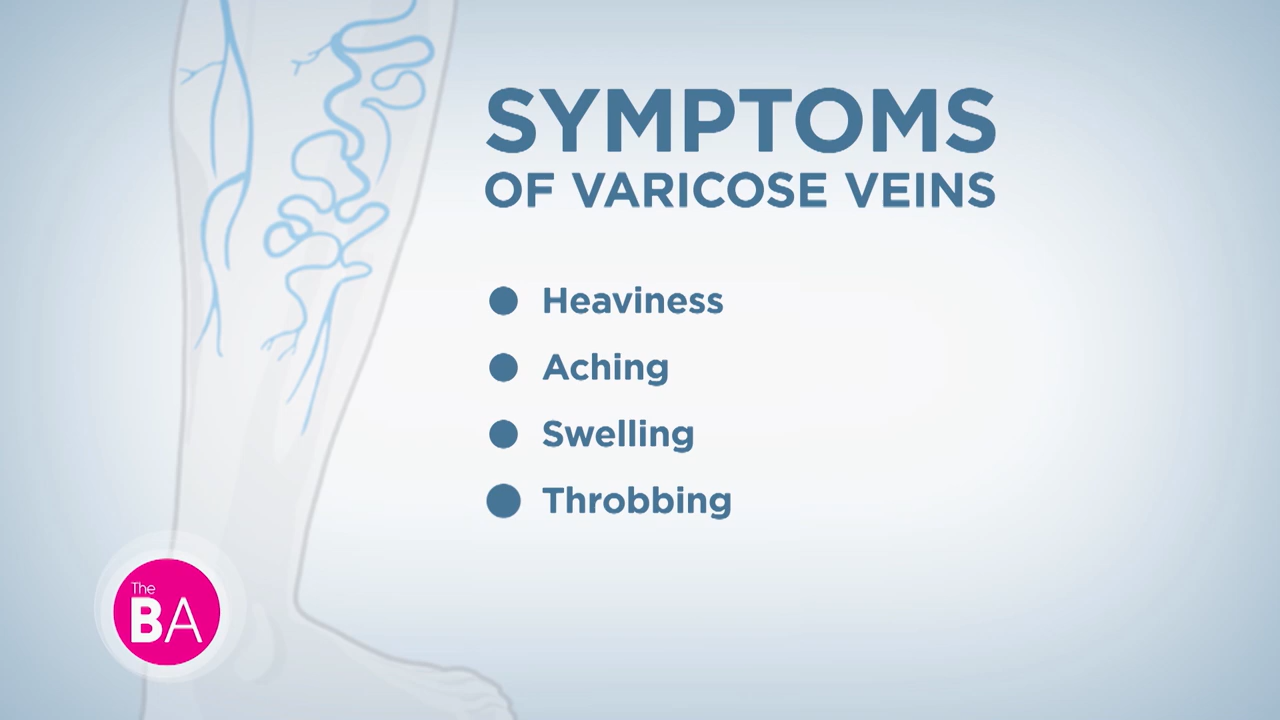 SYMPTOMS
OF VARICOSE VEINS
Heaviness
Aching
Swelling
Throbbing
The
BA